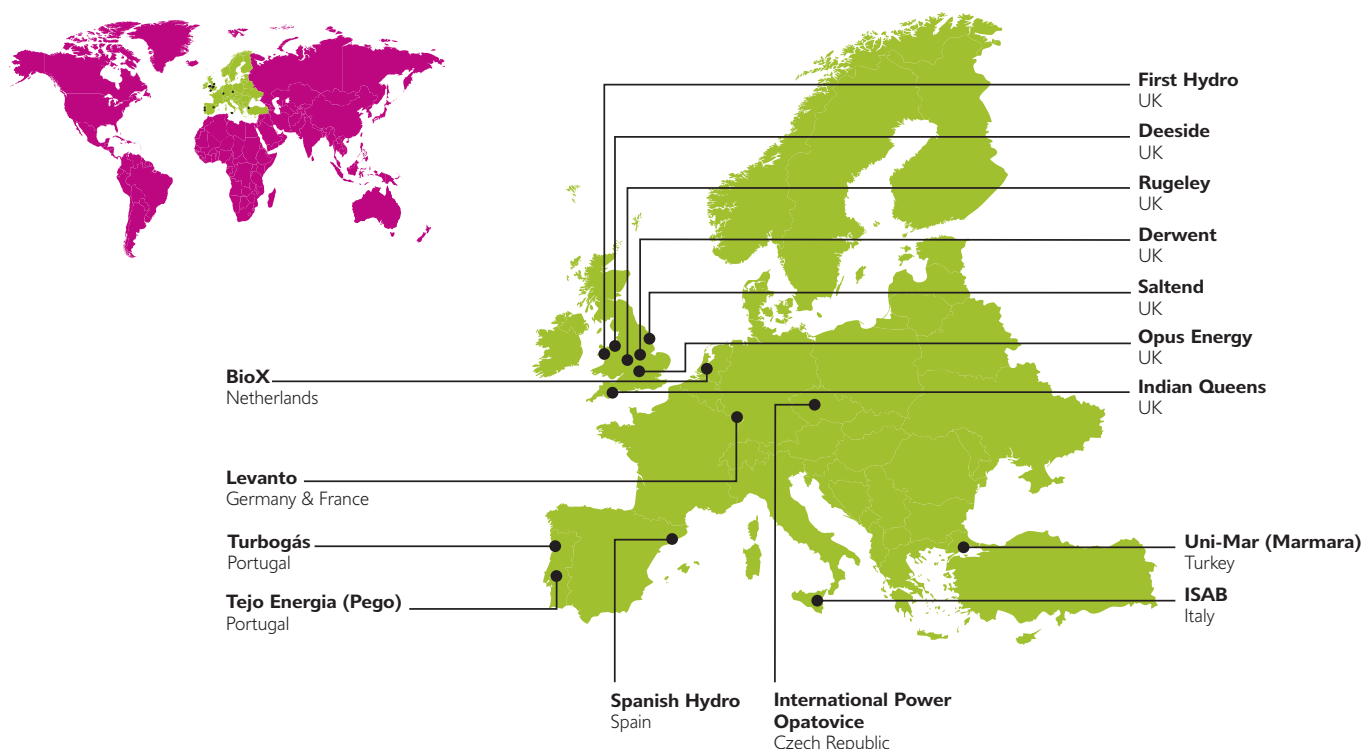 First Hydro
UK
Deeside
UK
Rugeley
UK
Derwent
UK
Saltend
UK
Opus Energy
UK
Indian Queens
UK
BioX
Netherlands
Levanto
Germany & France
Turbogás
Portugal
Tejo Energia (Pego)
Portugal
Uni-Mar (Marmara)
Turkey
ISAB
Italy
Spanish Hydro
Spain
International Power
Opatovice
Czech Republic